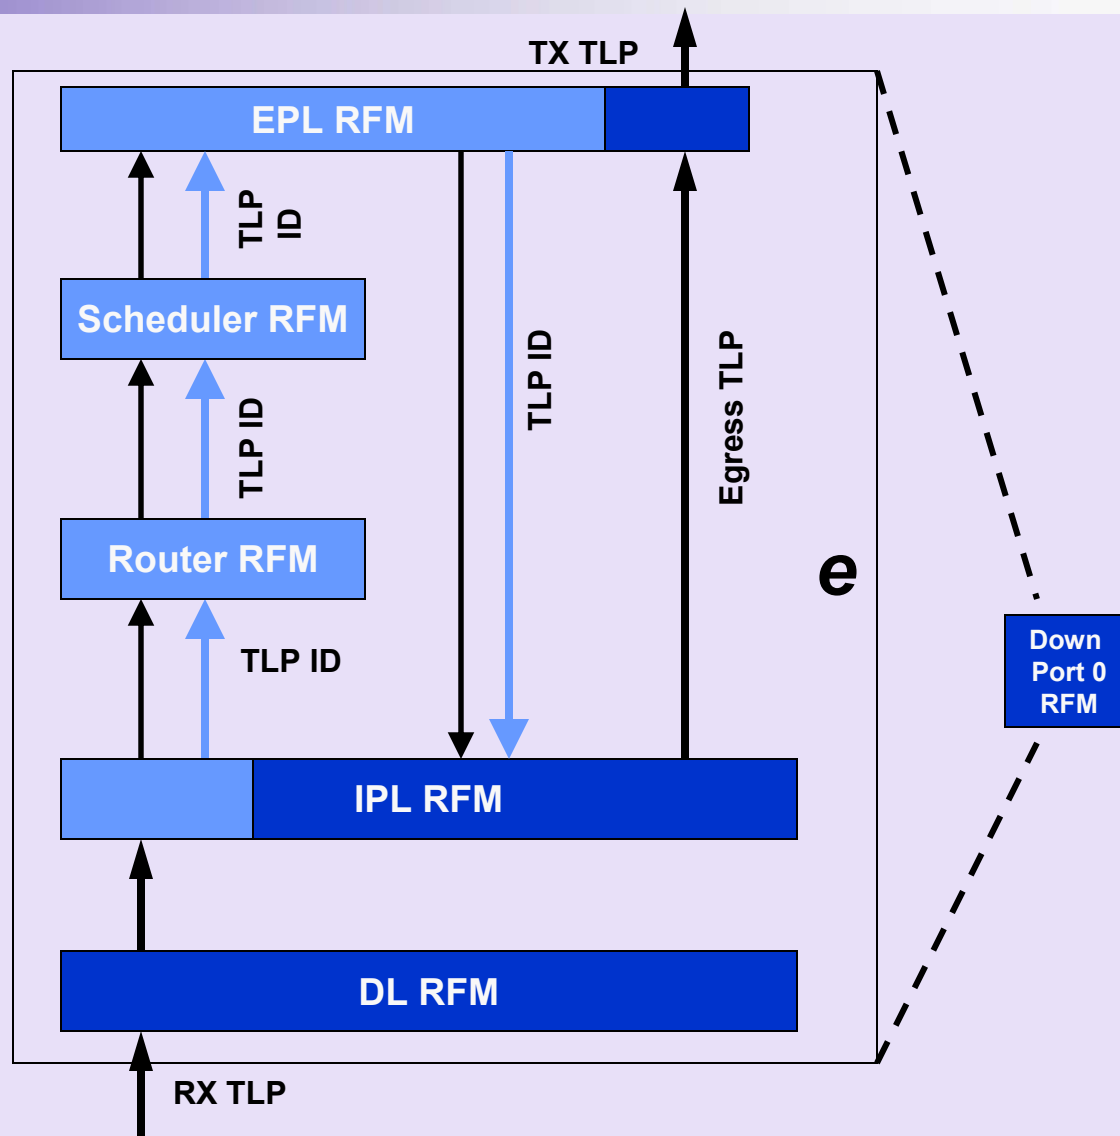 TX TLP
EPL RFM
TLP
ID
Scheduler RFM
TLP ID
TLP ID
Egress TLP
Router RFM
e
TLP ID
Down
Port 0
RFM
IPL RFM
DL RFM
RX TLP